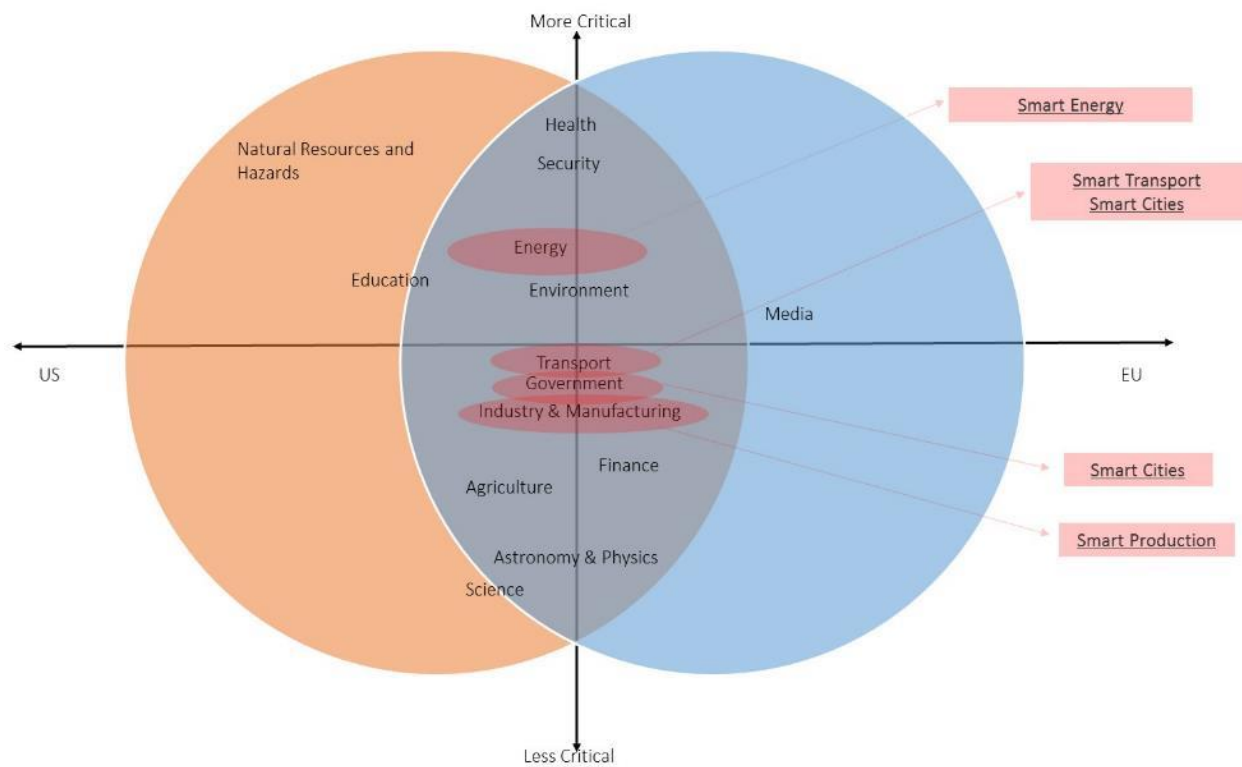 More Critical
Health
Smart Energy
Natural Resources and
Hazards
Security
Smart Transport
Smart Cities
Energy
Education
Environment
Media
US
EU
Transport
Government
Industry & Manufacturing
Finance
Smart Cities
Agriculture
Smart Production
Astronomy & Physics
Science
Less Critical